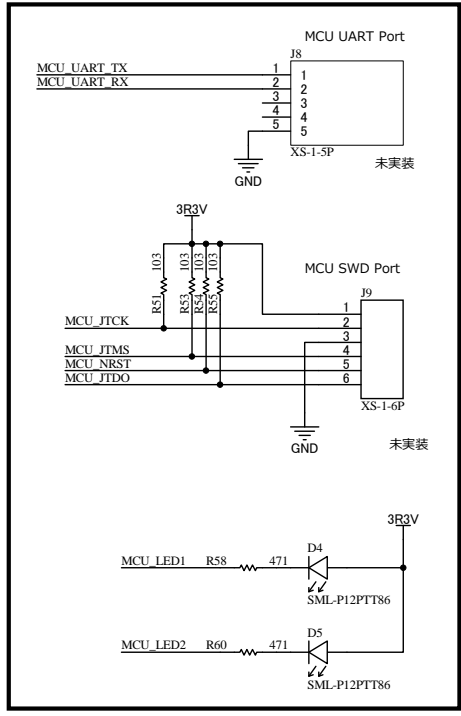 MCU UART Port
J8
MCU_UART_TX
MCU_UART_RX
1
2
3
4
5
1
2
3
4
5
XS-1-5P
未実装
GND
3R3V
103
103
103
103
R51
R53
R54
R55
MCU SWD Port
J9
MCU_JTCK
MCU_JTMS
MCU_NRST
MCU_JTDO
1
2
3
4
5
6
XS-1-6P
未実装
GND
3R3V
MCU_LED1 R58 471 D4
SML-P12PTT86
MCU_LED2 R60 471 D5
SML-P12PTT86